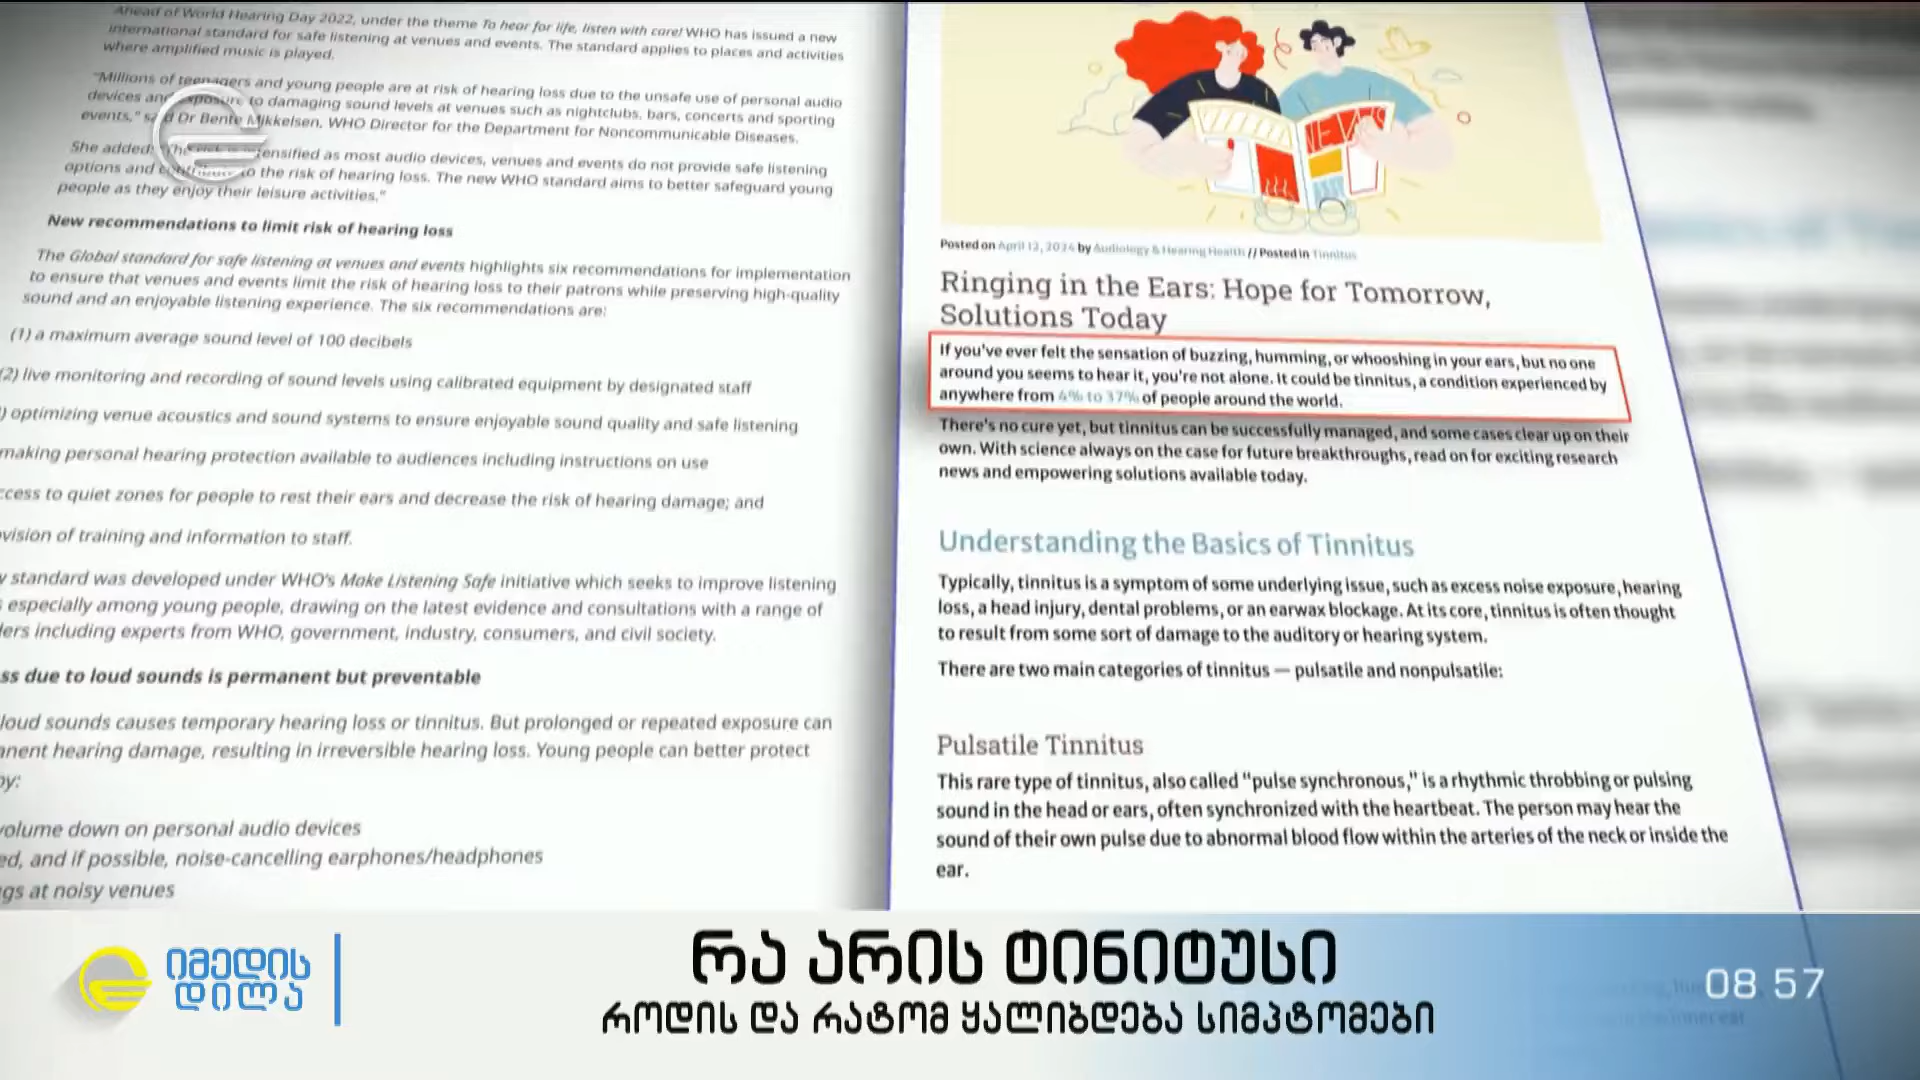 Ahead of World Hearing Day 2022, under the theme To hear for life, listen with care! WHO has issued a new
international standard for safe listening at venues and events. The standard applies to places and activities
where amplified music is played.
"Millions of teenagers and young people are at risk of hearing loss due to the unsafe use of personal audio
devices and exposure to damaging sound levels at venues such as nightclubs, bars, concerts and sporting
events," said Dr Bente Mikkelsen, WHO Director for the Department for Noncommunicable Diseases.
She added: "The risk is intensified as most audio devices, venues and events do not provide safe listening
options and contribute to the risk of hearing loss. The new WHO standard aims to better safeguard young
people as they enjoy their leisure activities."
New recommendations to limit risk of hearing loss
The Global standard for safe listening at venues and events highlights six recommendations for implementation
to ensure that venues and events limit the risk of hearing loss to their patrons while preserving high-quality
sound and an enjoyable listening experience. The six recommendations are:
(1) a maximum average sound level of 100 decibels
(2) live monitoring and recording of sound levels using calibrated equipment by designated staff
) optimizing venue acoustics and sound systems to ensure enjoyable sound quality and safe listening
making personal hearing protection available to audiences including instructions on use
ccess to quiet zones for people to rest their ears and decrease the risk of hearing damage; and
vision of training and information to staff.
standard was developed under WHO's Make Listening Safe initiative which seeks to improve listening
especially among young people, drawing on the latest evidence and consultations with a range of
ders including experts from WHO, government, industry, consumers, and civil society.
ss due to loud sounds is permanent but preventable
loud sounds causes temporary hearing loss or tinnitus. But prolonged or repeated exposure can
anent hearing damage, resulting in irreversible hearing loss. Young people can better protect
by:
volume down on personal audio devices
ed, and if possible, noise-cancelling earphones/headphones
gs at noisy venues
NEWS
Posted on April 12, 2024 by Audiology & Hearing Health // Posted in Tinnitus
Ringing in the Ears: Hope for Tomorrow,
Solutions Today
If you've ever felt the sensation of buzzing, humming, or whooshing in your ears, but no one
around you seems to hear it, you're not alone. It could be tinnitus, a condition experienced by
anywhere from 4% to 37% of people around the world.
There's no cure yet, but tinnitus can be successfully managed, and some cases clear up on their
own. With science always on the case for future breakthroughs, read on for exciting research
news and empowering solutions available today.
Understanding the Basics of Tinnitus
Typically, tinnitus is a symptom of some underlying issue, such as excess noise exposure, hearing
loss, a head injury, dental problems, or an earwax blockage. At its core, tinnitus is often thought
to result from some sort of damage to the auditory or hearing system.
There are two main categories of tinnitus — pulsatile and nonpulsatile:
Pulsatile Tinnitus
This rare type of tinnitus, also called "pulse synchronous," is a rhythmic throbbing or pulsing
sound in the head or ears, often synchronized with the heartbeat. The person may hear the
sound of their own pulse due to abnormal blood flow within the arteries of the neck or inside the
ear.
იმედის
დილა
რა არის ტინიტუსი
როდის და რატომ ყალიბდება სიმპტომები
08 57